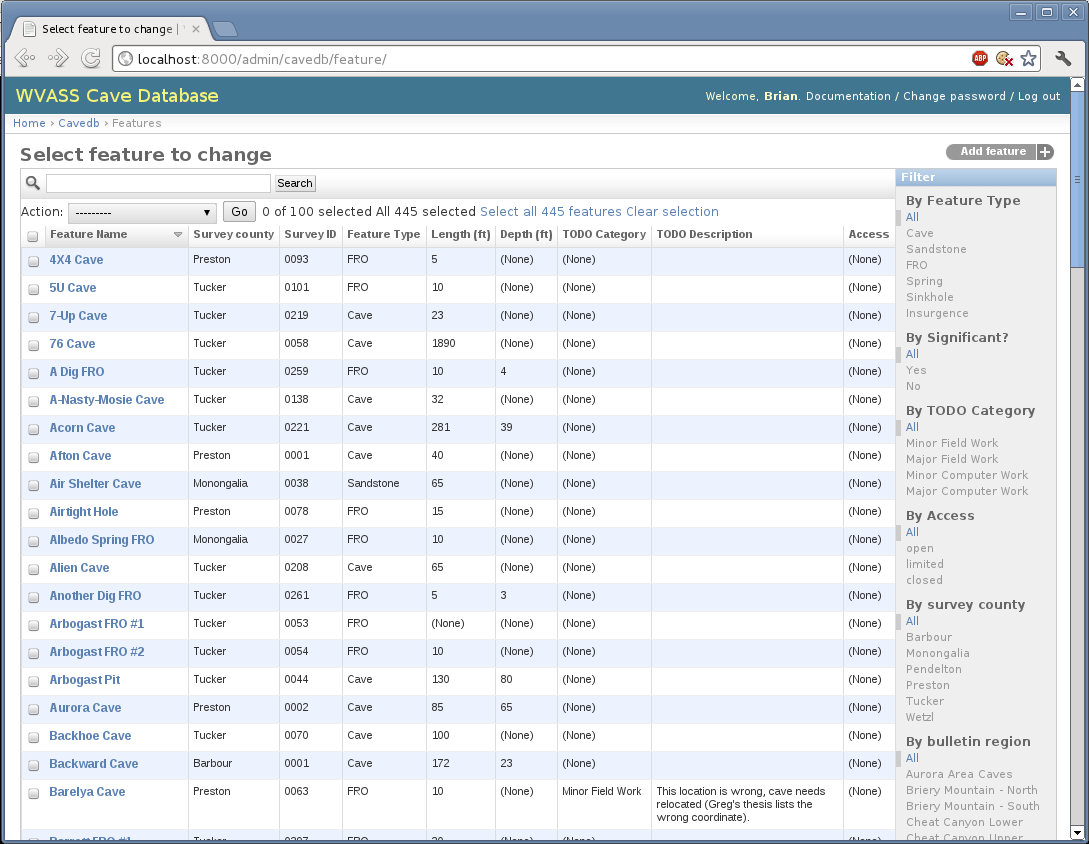 Select feature to change |
localhost:8000/admin/cavedb/feature/
ABP
WVASS Cave Database
Welcome, Brian. Documentation / Change password / Log out
Home › Cavedb › Features
Select feature to change
Add feature +
Search
Action: --------- Go 0 of 100 selected All 445 selected Select all 445 features Clear selection
Feature Name Survey county Survey ID Feature Type Length (ft) Depth (ft) TODO Category TODO Description Access
4X4 Cave Preston 0093 FRO 5 (None) (None) (None)
5U Cave Tucker 0101 FRO 10 (None) (None) (None)
7-Up Cave Tucker 0219 Cave 23 (None) (None) (None)
76 Cave Tucker 0058 Cave 1890 (None) (None) (None)
A Dig FRO Tucker 0259 FRO 10 4 (None) (None)
A-Nasty-Mosie Cave Tucker 0138 Cave 32 (None) (None) (None)
Acorn Cave Tucker 0221 Cave 281 39 (None) (None)
Afton Cave Preston 0001 Cave 40 (None) (None) (None)
Air Shelter Cave Monongalia 0038 Sandstone 65 (None) (None) (None)
Airtight Hole Preston 0078 FRO 15 (None) (None) (None)
Albedo Spring FRO Monongalia 0027 FRO 10 (None) (None) (None)
Alien Cave Tucker 0208 Cave 65 (None) (None) (None)
Another Dig FRO Tucker 0261 FRO 5 3 (None) (None)
Arbogast FRO #1 Tucker 0053 FRO (None) (None) (None) (None)
Arbogast FRO #2 Tucker 0054 FRO 10 (None) (None) (None)
Arbogast Pit Tucker 0044 Cave 130 80 (None) (None)
Aurora Cave Preston 0002 Cave 85 65 (None) (None)
Backhoe Cave Tucker 0070 Cave 100 (None) (None) (None)
Backward Cave Barbour 0001 Cave 172 23 (None) (None)
Barelya Cave Preston 0063 FRO 10 (None) Minor Field Work This location is wrong, cave needs (None)
relocated (Greg's thesis lists the
wrong coordinate).
Filter
By Feature Type
All
Cave
Sandstone
FRO
Spring
Sinkhole
Insurgence
By Significant?
All
Yes
No
By TODO Category
All
Minor Field Work
Major Field Work
Minor Computer Work
Major Computer Work
By Access
All
open
limited
closed
By survey county
All
Barbour
Monongalia
Pendelton
Preston
Tucker
Wetzl
By bulletin region
All
Aurora Area Caves
Briery Mountain - North
Briery Mountain - South
Cheat Canyon Lower
Cheat Canyon Upper